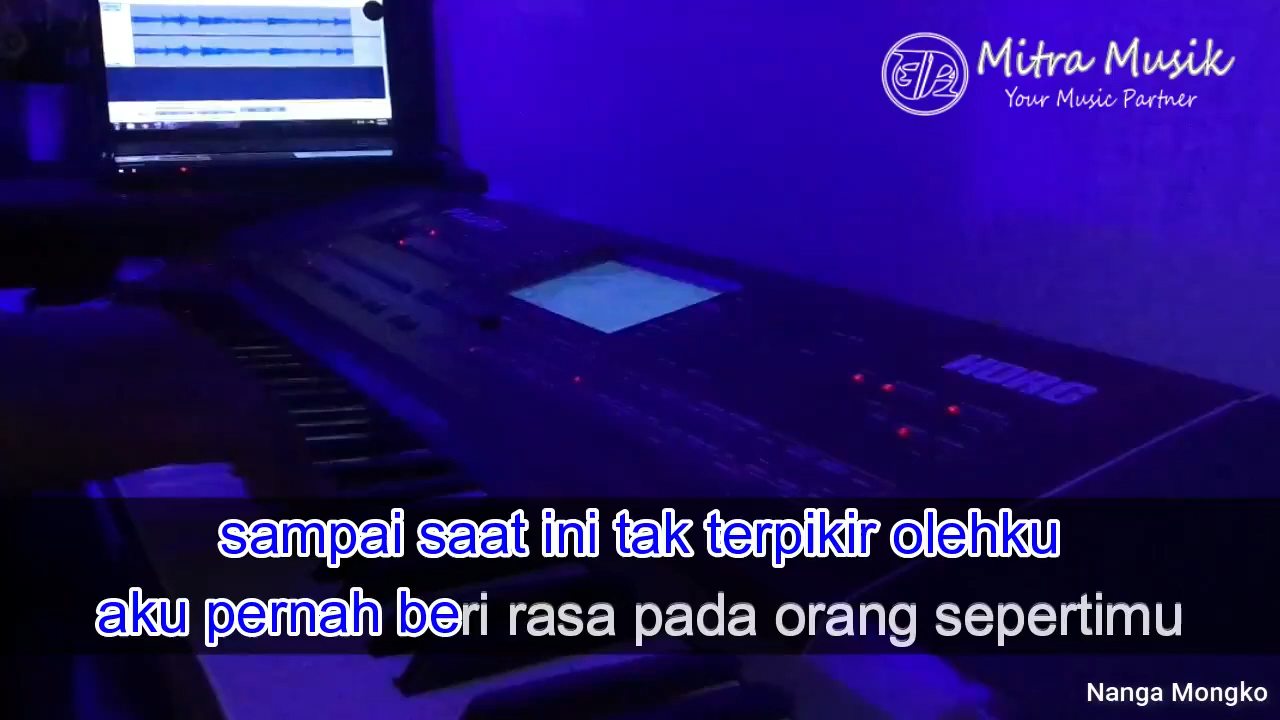 Mitra Musik
Your Music Partner
KORG
sampai saat ini tak terpikir olehku
aku pernah beri rasa pada orang sepertimu
Nanga Mongko